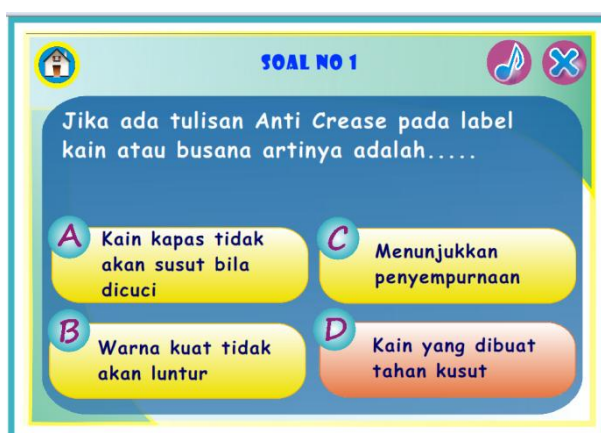 SOAL NO 1
Jika ada tulisan Anti Crease pada label
kain atau busana artinya adalah.....
A
Kain kapas tidak
akan susut bila
dicuci
B
Warna kuat tidak
akan luntur
C
Menunjukkan
penyempurnaan
D
Kain yang dibuat
tahan kusut